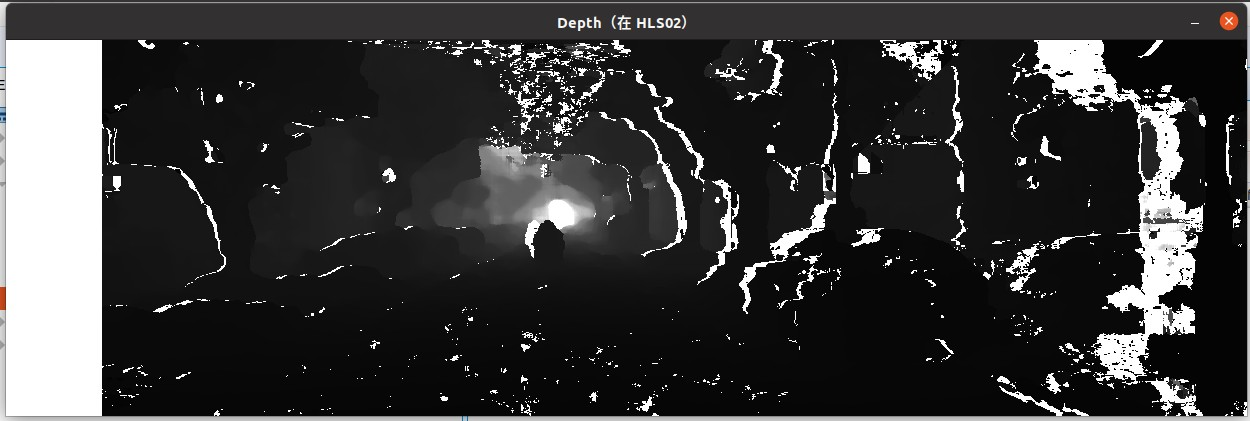 Depth（在 HLS02）
E